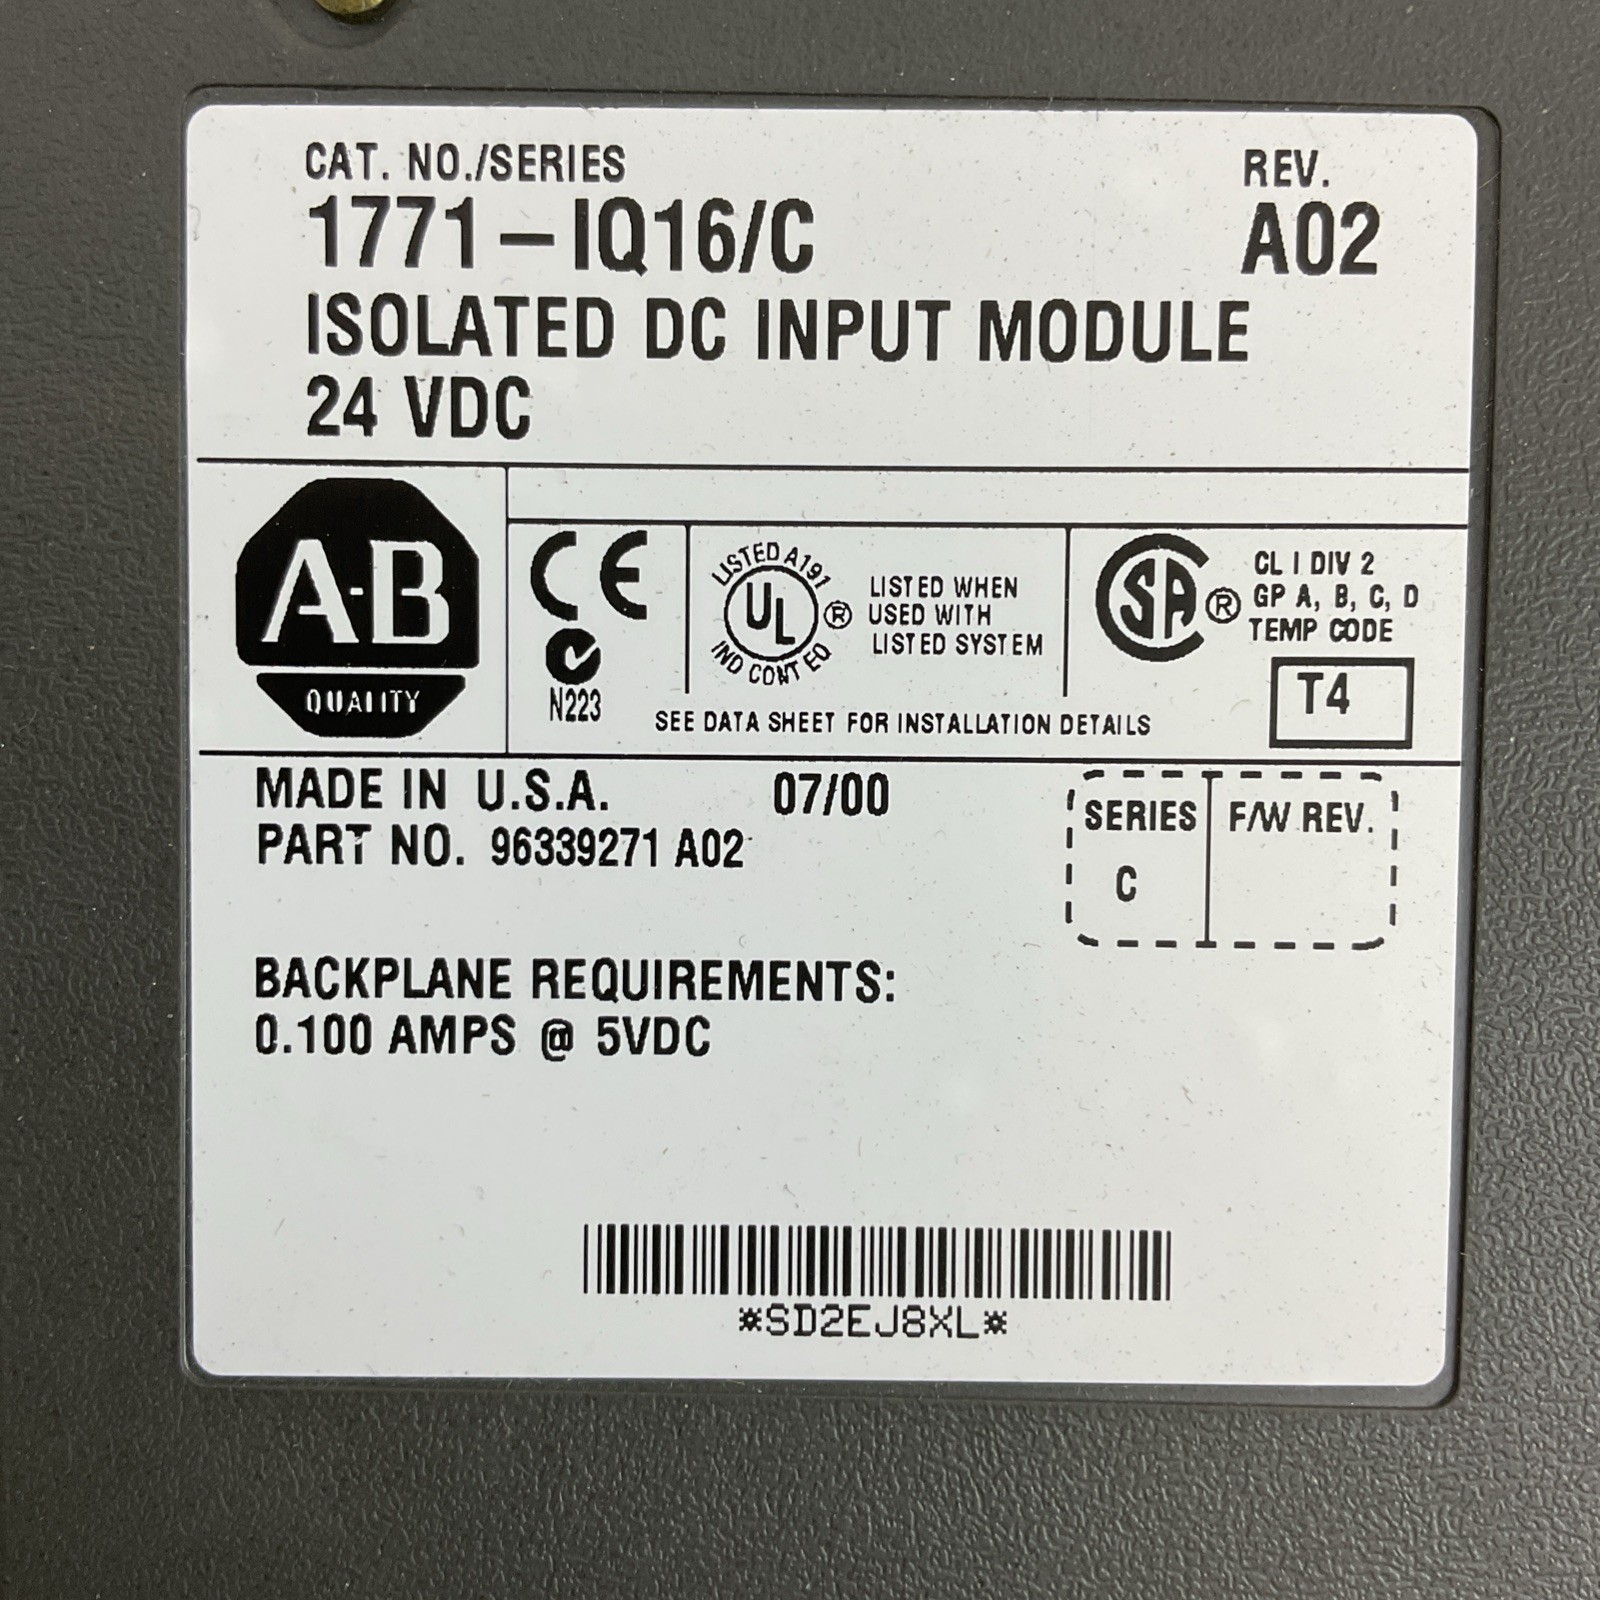 CAT. NO./SERIES REV.
1771-IQ16/C A02
ISOLATED DC INPUT MODULE
24 VDC
A-B
QUALITY
CE
N223
LISTED A191
UL ®
IND CONT EQ
LISTED WHEN
USED WITH
LISTED SYSTEM
SA ®
CL I DIV 2
GP A, B, C, D
TEMP CODE
T4
SEE DATA SHEET FOR INSTALLATION DETAILS
MADE IN U.S.A. 07/00
PART NO. 96339271 A02
SERIES F/W REV.
C
BACKPLANE REQUIREMENTS:
0.100 AMPS @ 5VDC
*SD2EJ8XL*